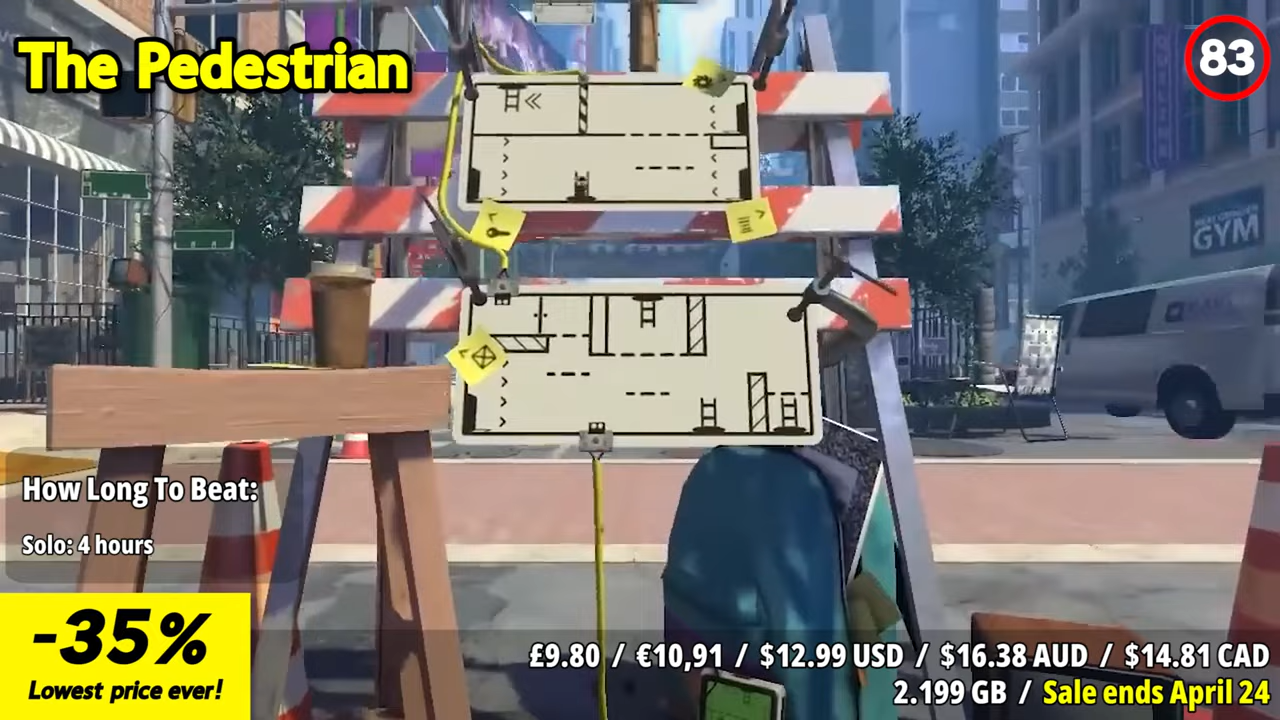 The Pedestrian
83
GYM
How Long To Beat:
Solo: 4 hours
-35%
Lowest price ever!
£9.80 / €10,91 / $12.99 USD / $16.38 AUD / $14.81 CAD
2.199 GB / Sale ends April 24